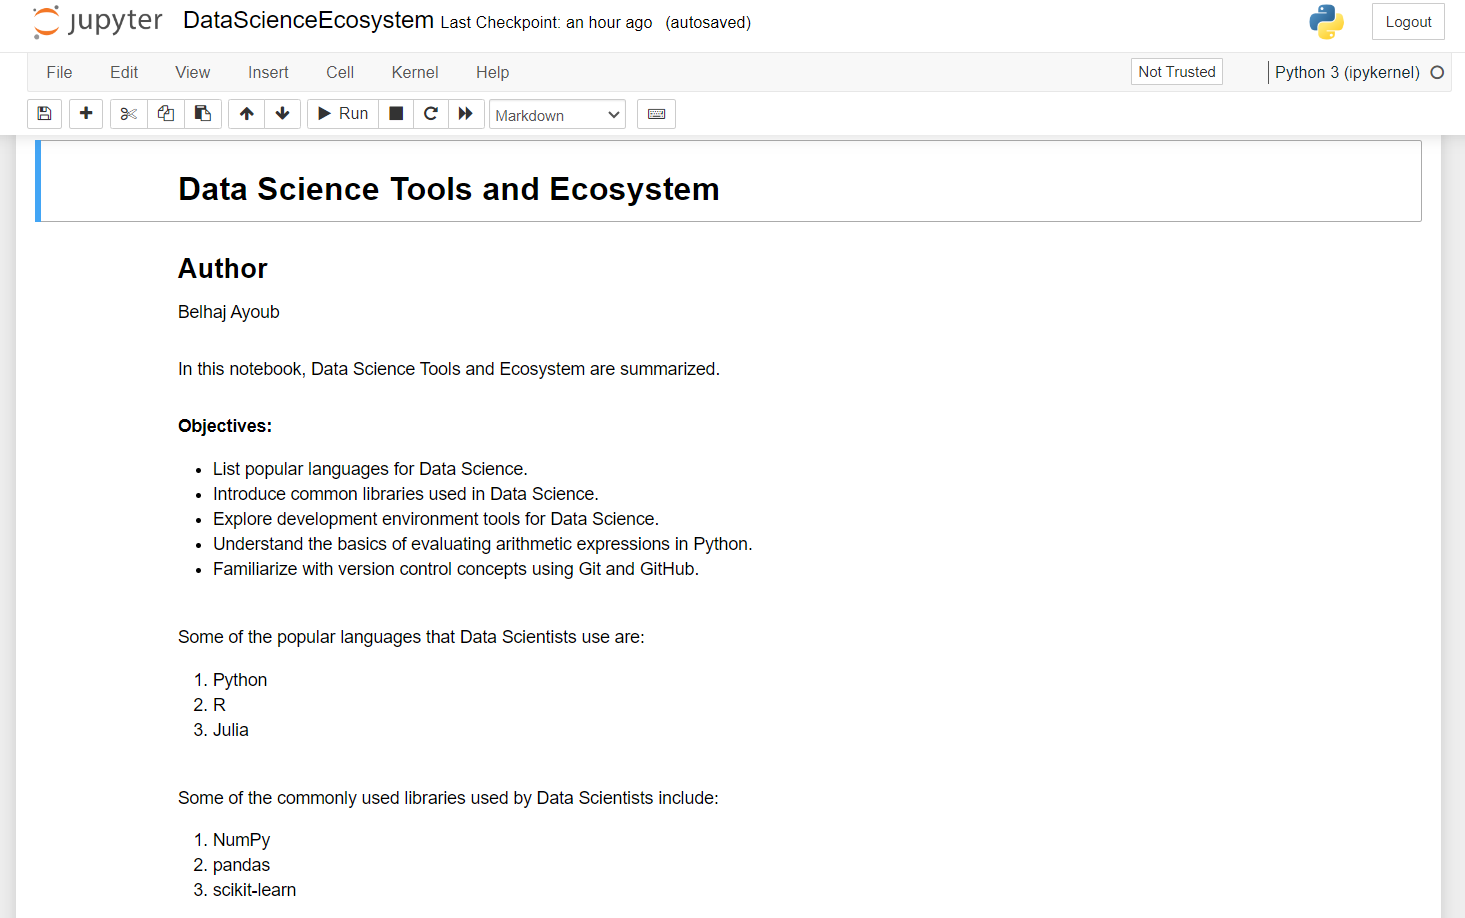 jupyter DataScienceEcosystem Last Checkpoint: an hour ago (autosaved) Logout
File Edit View Insert Cell Kernel Help Not Trusted Python 3 (ipykernel)
Run Markdown
Data Science Tools and Ecosystem
Author
Belhaj Ayoub
In this notebook, Data Science Tools and Ecosystem are summarized.
Objectives:
• List popular languages for Data Science.
• Introduce common libraries used in Data Science.
• Explore development environment tools for Data Science.
• Understand the basics of evaluating arithmetic expressions in Python.
• Familiarize with version control concepts using Git and GitHub.
Some of the popular languages that Data Scientists use are:
1. Python
2. R
3. Julia
Some of the commonly used libraries used by Data Scientists include:
1. NumPy
2. pandas
3. scikit-learn